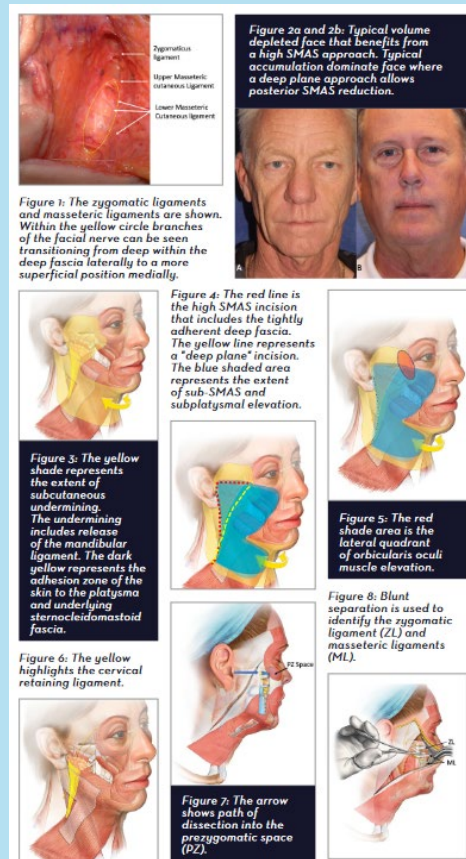 Zygomaticus
ligament
Upper Masseteric
cutaneous Ligament
Lower Masseteric
Cutaneous ligament
Figure 1: The zygomatic ligaments
and masseteric ligaments are shown.
Within the yellow circle branches
of the facial nerve can be seen
transitioning from deep within the
deep fascia laterally to a more
superficial position medially.
Figure 2a and 2b: Typical volume
depleted face that benefits from
a high SMAS approach. Typical
accumulation dominate face where
a deep plane approach allows
posterior SMAS reduction.
A
B
Figure 3: The yellow
shade represents
the extent of
subcutaneous
undermining.
The undermining
includes release
of the mandibular
ligament. The dark
yellow represents the
adhesion zone of the
skin to the platysma
and underlying
sternocleidomastoid
fascia.
Figure 4: The red line is
the high SMAS incision
that includes the tightly
adherent deep fascia.
The yellow line represents
a "deep plane" incision.
The blue shaded area
represents the extent
of sub-SMAS and
subplatysmal elevation.
Figure 5: The red
shade area is the
lateral quadrant
of orbicularis oculi
muscle elevation.
Figure 6: The yellow
highlights the cervical
retaining ligament.
PZ Space
Figure 7: The arrow
shows path of
dissection into the
prezygomatic space
(PZ).
Figure 8: Blunt
separation is used to
identify the zygomatic
ligament (ZL) and
masseteric ligaments
(ML).
ZL
ML